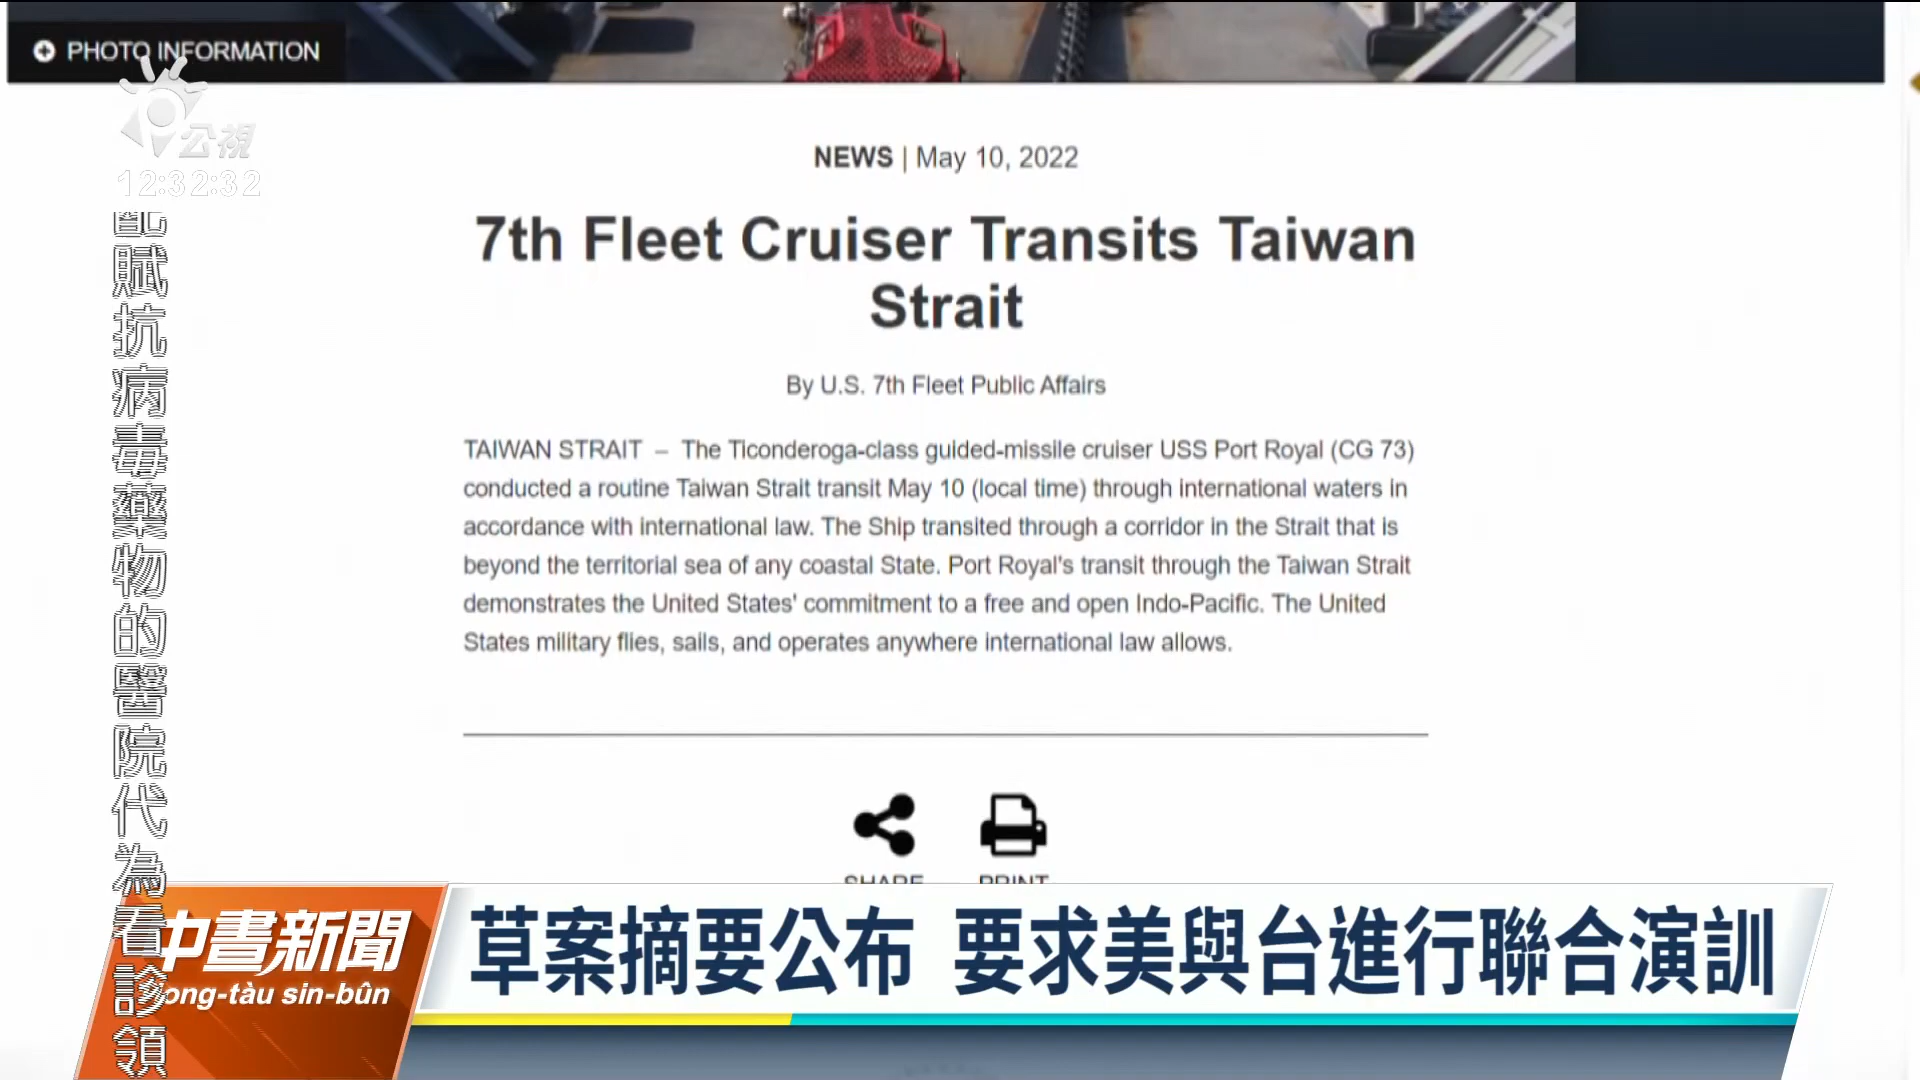 PHOTO INFORMATION
公視
12:32:32
NEWS | May 10, 2022
7th Fleet Cruiser Transits Taiwan
Strait
By U.S. 7th Fleet Public Affairs
TAIWAN STRAIT – The Ticonderoga-class guided-missile cruiser USS Port Royal (CG 73)
conducted a routine Taiwan Strait transit May 10 (local time) through international waters in
accordance with international law. The Ship transited through a corridor in the Strait that is
beyond the territorial sea of any coastal State. Port Royal's transit through the Taiwan Strait
demonstrates the United States' commitment to a free and open Indo-Pacific. The United
States military flies, sails, and operates anywhere international law allows.
SHARE PRINT
配賦抗病毒藥物的醫院代為看診領
中晝新聞
草案摘要公布 要求美與台進行聯合演訓